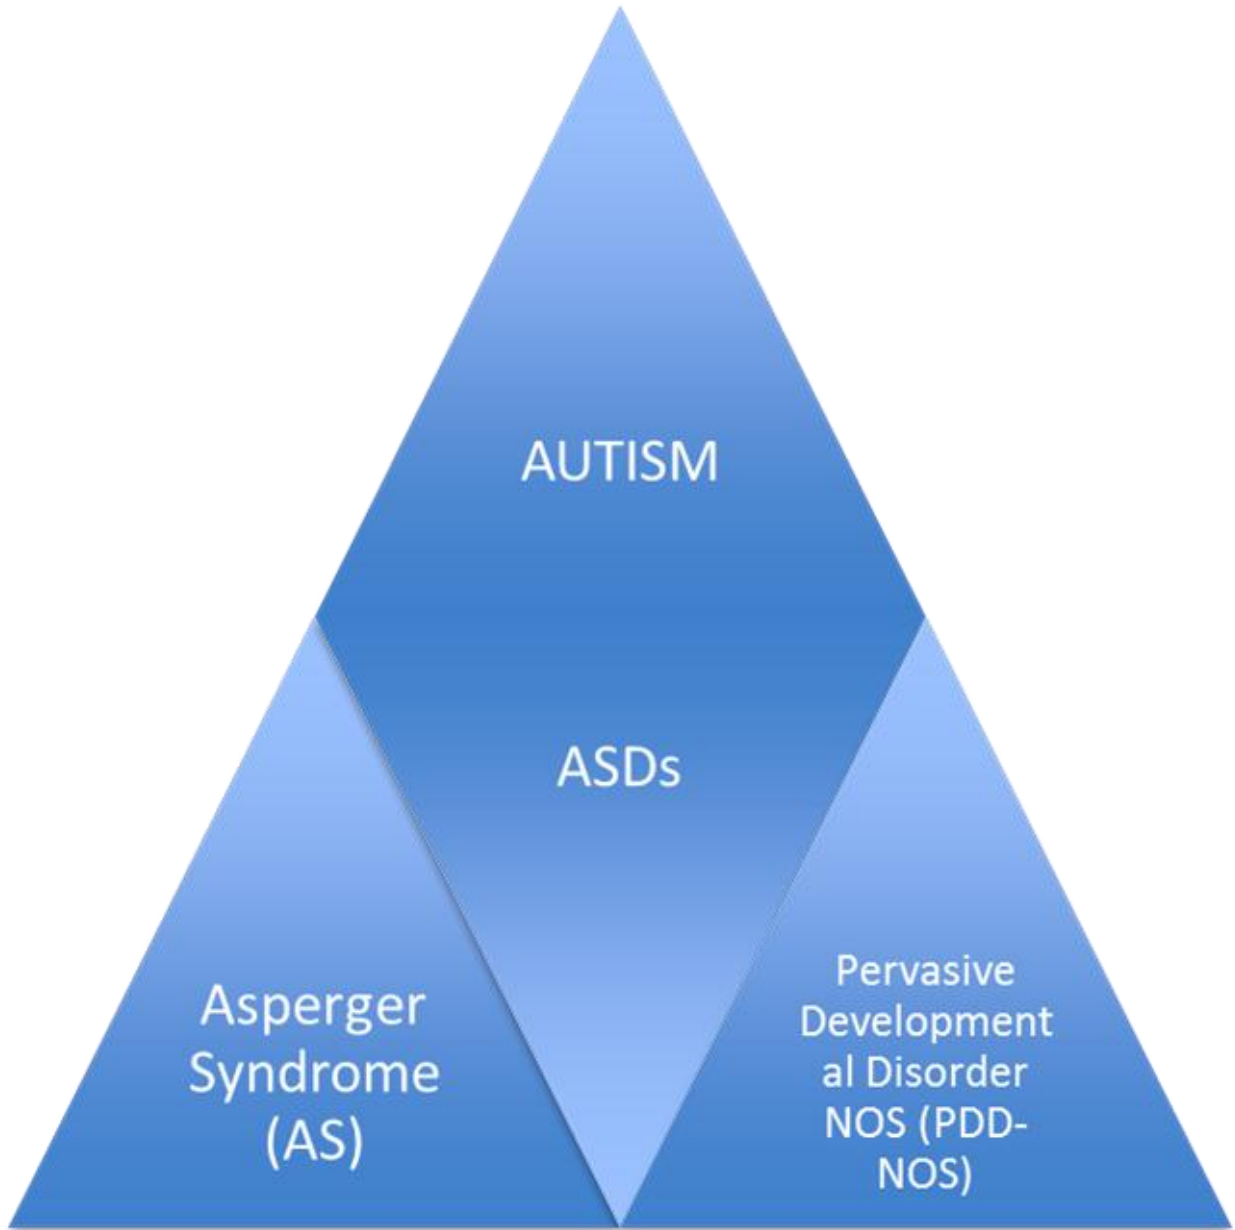 AUTISM
ASDs
Asperger
Syndrome
(AS)
Pervasive
Development
al Disorder
NOS (PDD-
NOS)